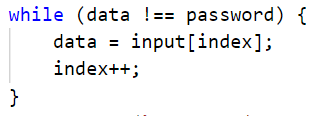 while (data !== password) {
    data = input[index];
    index++;
}